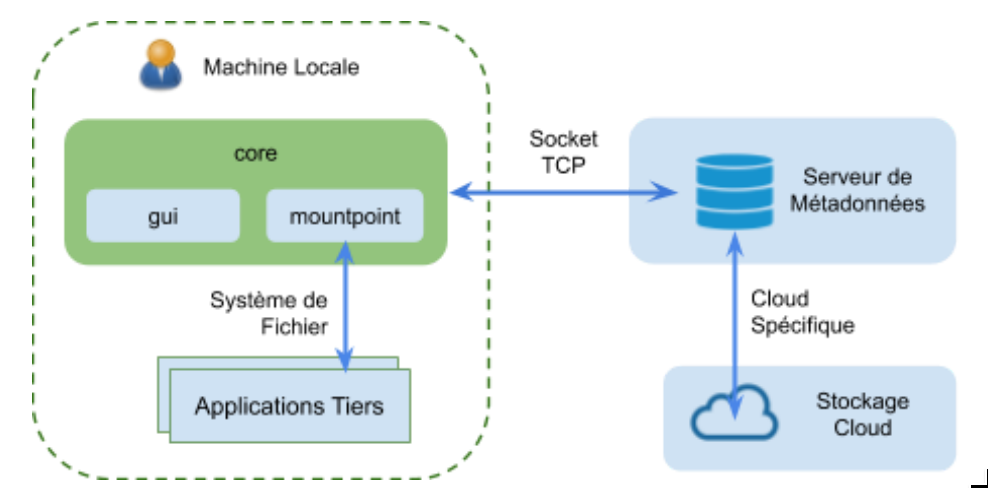 Machine Locale
core
gui
mountpoint
Système de
Fichier
Applications Tiers
Socket
TCP
Serveur de
Métadonnées
Cloud
Spécifique
Stockage
Cloud